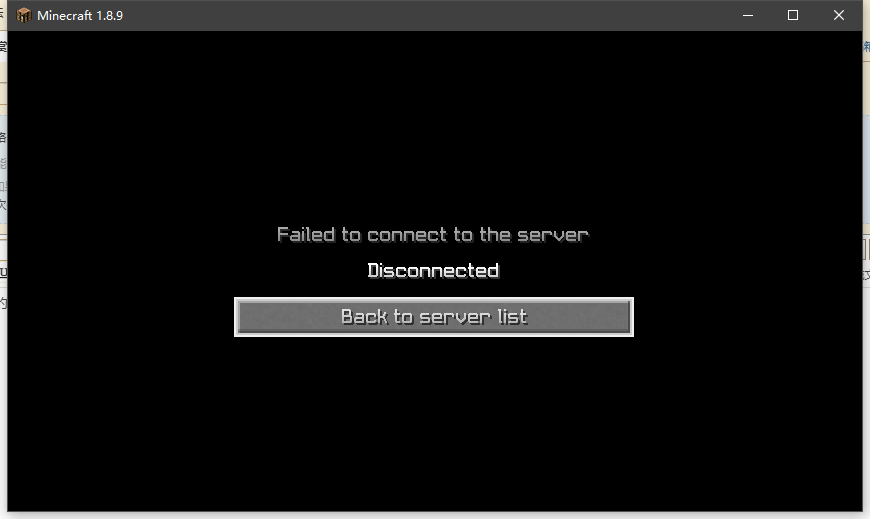 Minecraft 1.8.9
Failed to connect to the server
Disconnected
Back to server list